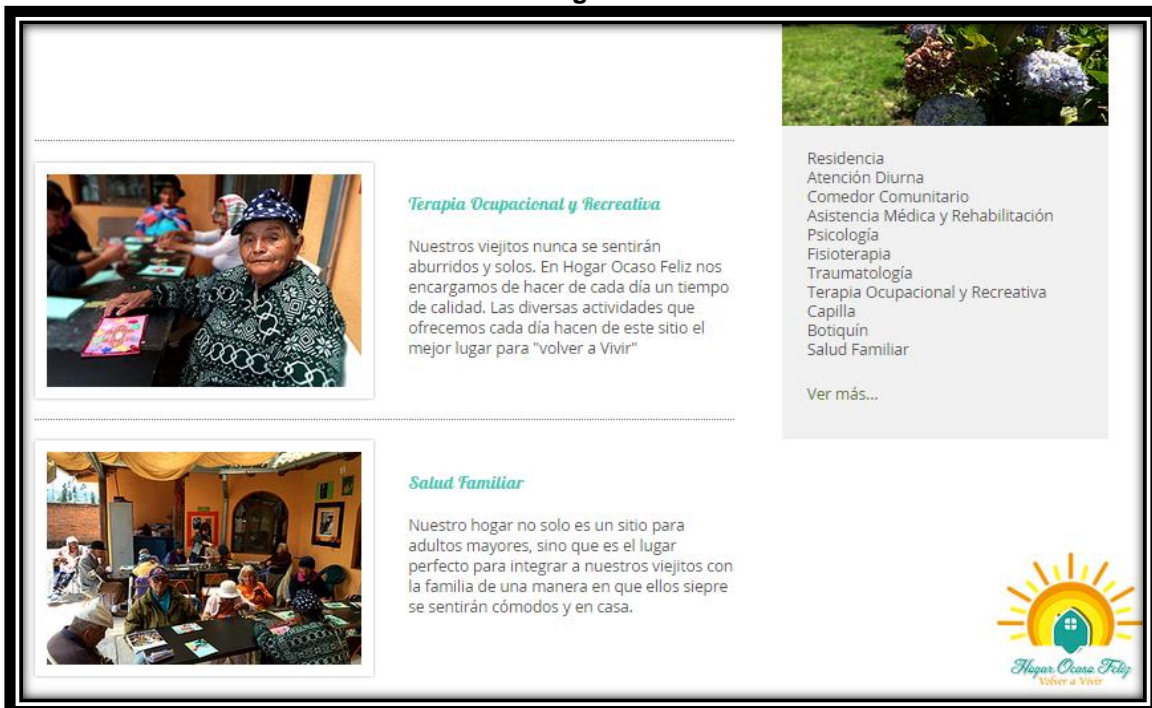 Terapia Ocupacional y Recreativa
Nuestros viejitos nunca se sentirán
aburridos y solos. En Hogar Ocaso Feliz nos
encargamos de hacer de cada día un tiempo
de calidad. Las diversas actividades que
ofrecemos cada día hacen de este sitio el
mejor lugar para "volver a Vivir"
Salud Familiar
Nuestro hogar no solo es un sitio para
adultos mayores, sino que es el lugar
perfecto para integrar a nuestros viejitos con
la familia de una manera en que ellos siepre
se sentirán cómodos y en casa.
Residencia
Atención Diurna
Comedor Comunitario
Asistencia Médica y Rehabilitación
Psicología
Fisioterapia
Traumatología
Terapia Ocupacional y Recreativa
Capilla
Botiquín
Salud Familiar
Ver más...
Hogar Ocaso Feliz
Volver a Vivir